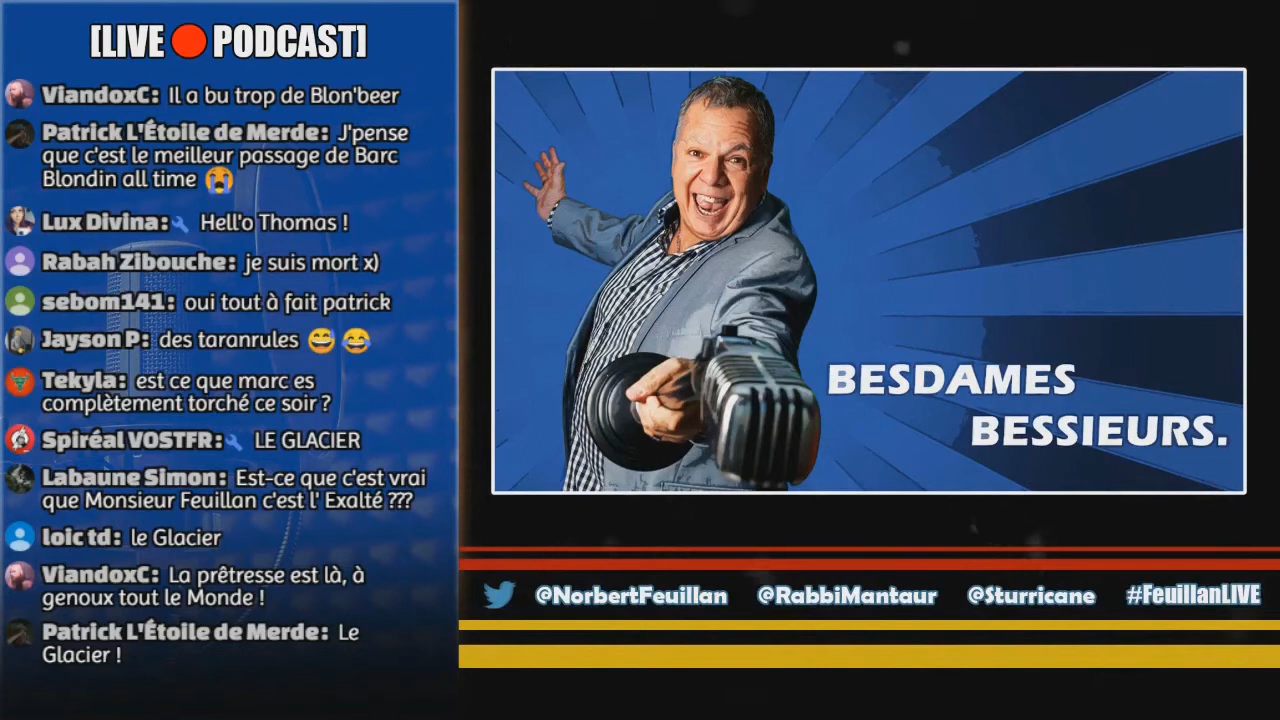 [LIVE 🔴 PODCAST]
ViandoxC: Il a bu trop de Blon'beer
Patrick L'Étoile de Merde: J'pense
que c'est le meilleur passage de Barc
Blondin all time 😭
Lux Divina: Hell'o Thomas !
Rabah Zibouche: je suis mort x)
sebom141: oui tout à fait patrick
Jayson P: des taranrules 😅 😂
Tekyla: est ce que marc es
complètement torché ce soir ?
Spiréal VOSTFR: LE GLACIER
Labaune Simon: Est-ce que c'est vrai
que Monsieur Feuillan c'est l' Exalté ???
loic td: le Glacier
ViandoxC: La prêtresse est là, à
genoux tout le Monde !
Patrick L'Étoile de Merde: Le
Glacier !
BESDAMES
BESSIEURS.
@NorbertFeuillan @RabbiMantaur @Sturricane #FeuillanLIVE